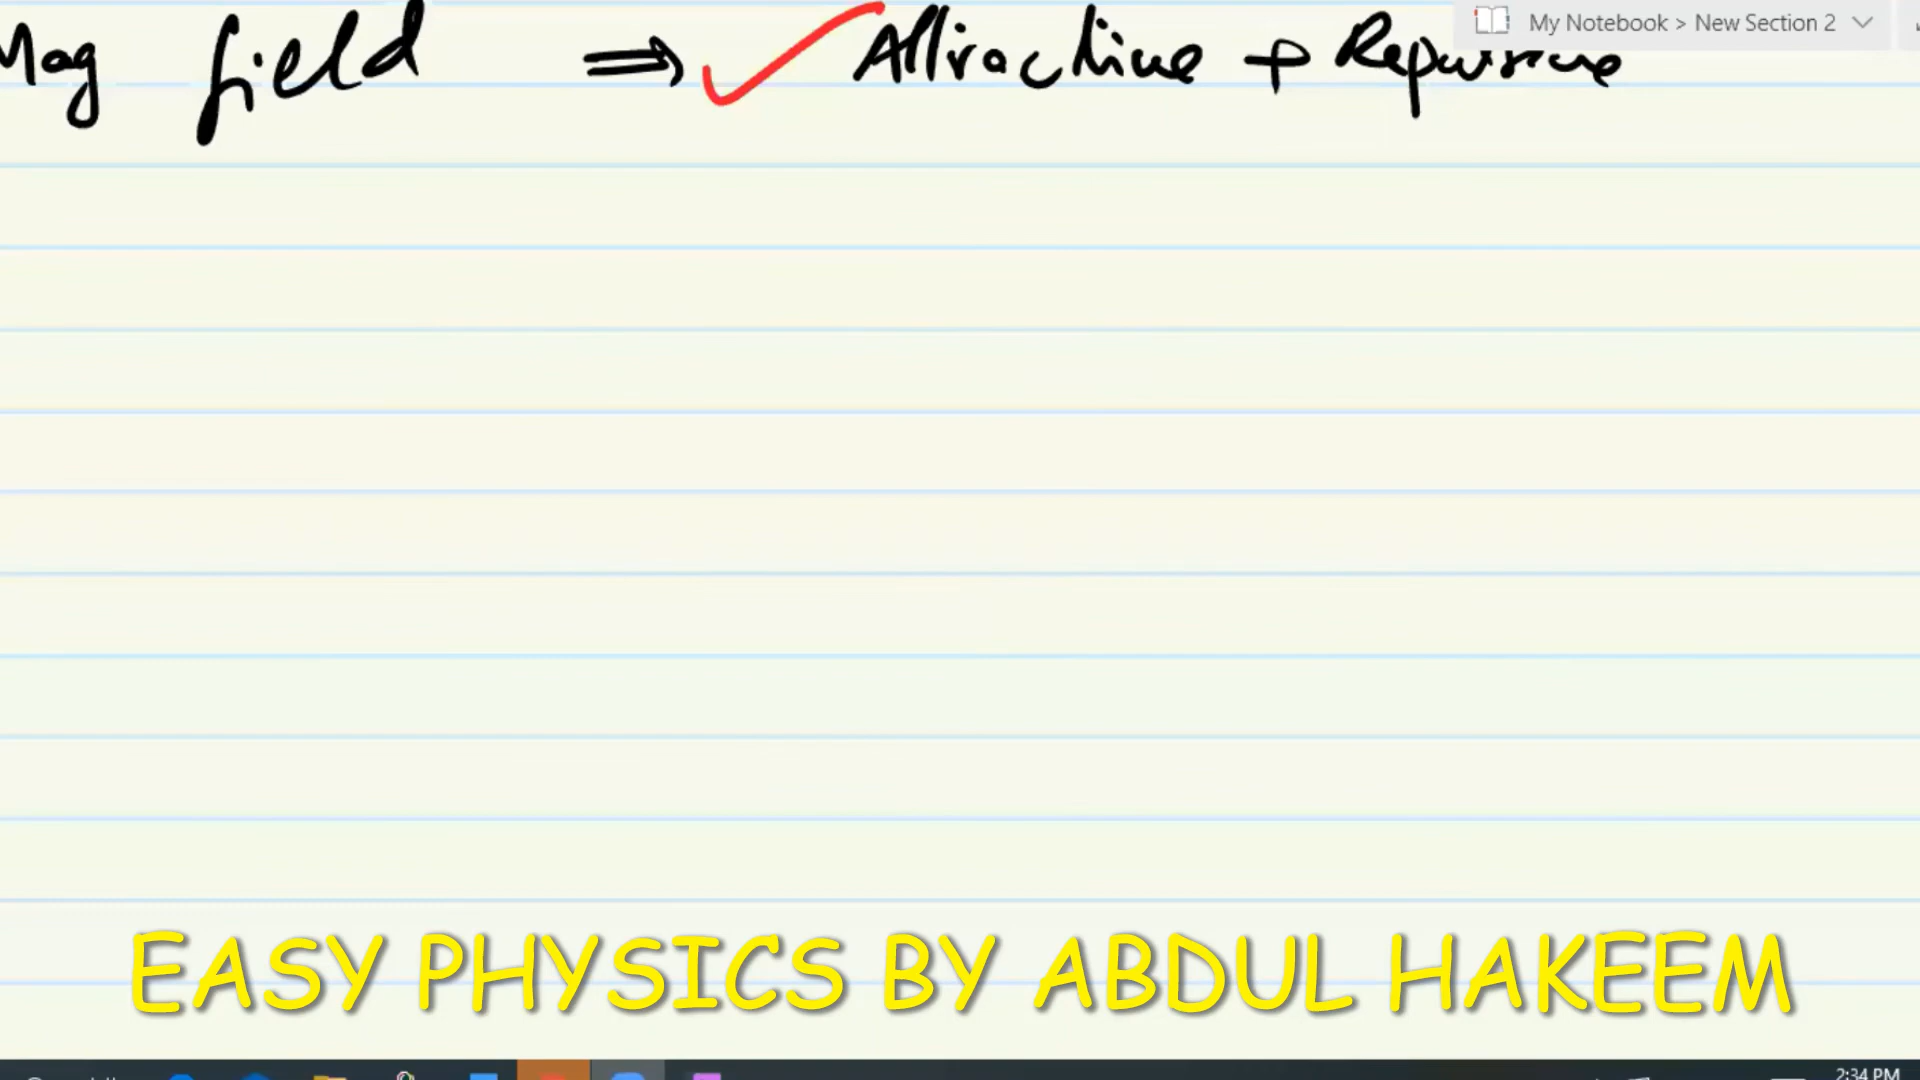 My Notebook > New Section 2
Mag field ⇒ ✓ Attractive + Repulsive
EASY PHYSICS BY ABDUL HAKEEM
2:34 PM